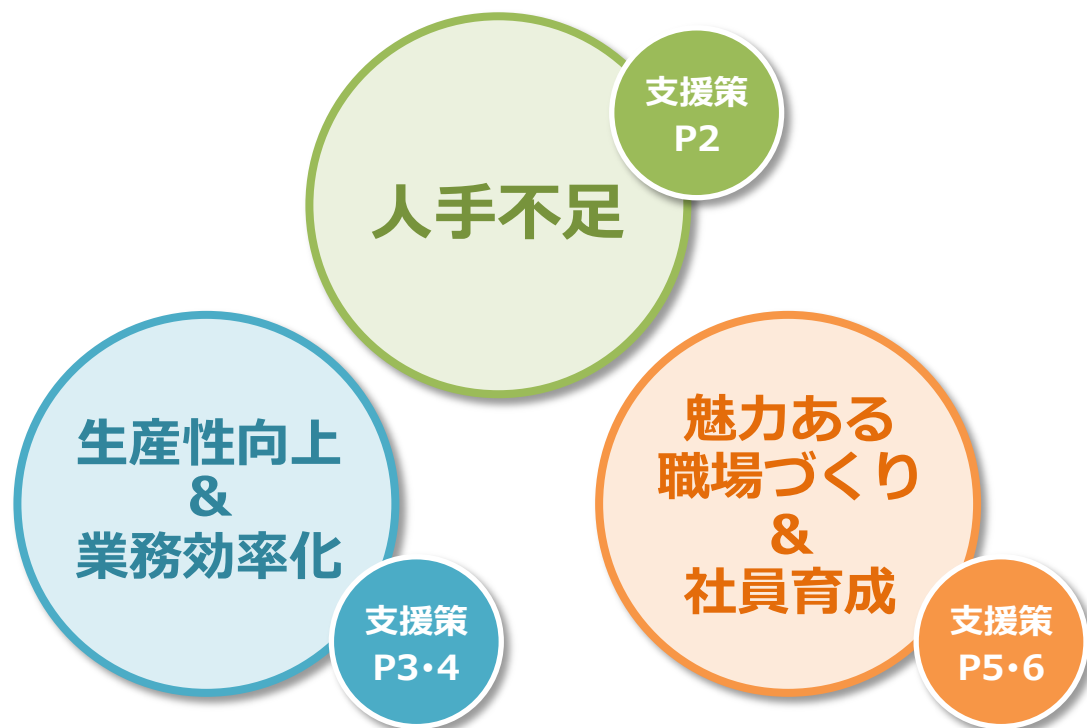 人手不足
支援策
P2
生産性向上
&
業務効率化
支援策
P3・4
魅力ある
職場づくり
&
社員育成
支援策
P5・6